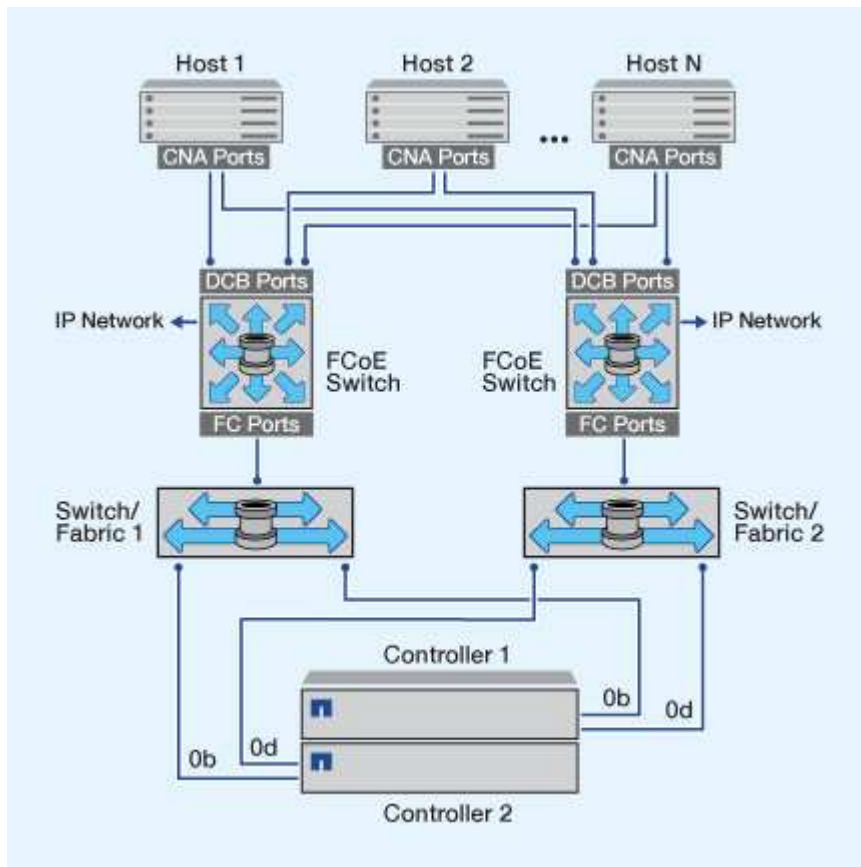 Host 1
Host 2
Host N
...
CNA Ports
CNA Ports
CNA Ports
DCB Ports
DCB Ports
IP Network
IP Network
FCoE
Switch
FCoE
Switch
FC Ports
FC Ports
Switch/
Fabric 1
Switch/
Fabric 2
Controller 1
0b
0d
0d
0b
Controller 2